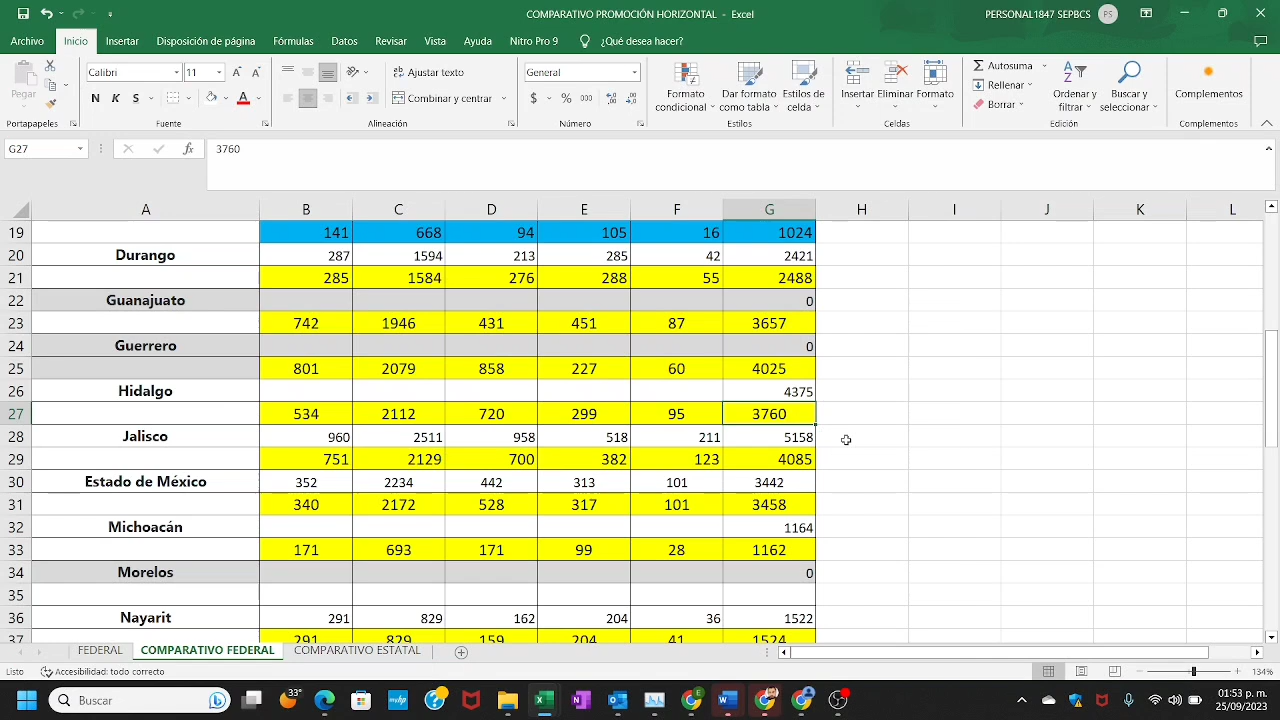 COMPARATIVO PROMOCIÓN HORIZONTAL - Excel
PERSONAL1847 SEPBCS PS
Archivo Inicio Insertar Disposición de página Fórmulas Datos Revisar Vista Ayuda Nitro Pro 9 ¿Qué desea hacer?
Calibri 11 Ajustar texto General Autosuma
Pegar N K S Combinar y centrar $ % 000 Formato condicional Dar formato como tabla Estilos de celda Insertar Eliminar Formato Rellenar Borrar Ordenar y filtrar Buscar y seleccionar Complementos
Portapapeles Fuente Alineación Número Estilos Celdas Edición Complementos
G27 fx 3760
A B C D E F G H I J K L
19 141 668 94 105 16 1024
20 Durango 287 1594 213 285 42 2421
21 285 1584 276 288 55 2488
22 Guanajuato 0
23 742 1946 431 451 87 3657
24 Guerrero 0
25 801 2079 858 227 60 4025
26 Hidalgo 4375
27 534 2112 720 299 95 3760
28 Jalisco 960 2511 958 518 211 5158
29 751 2129 700 382 123 4085
30 Estado de México 352 2234 442 313 101 3442
31 340 2172 528 317 101 3458
32 Michoacán 1164
33 171 693 171 99 28 1162
34 Morelos 0
35
36 Nayarit 291 829 162 204 36 1522
37 291 829 159 204 41 1524
FEDERAL COMPARATIVO FEDERAL COMPARATIVO ESTATAL
Listo Accesibilidad: todo correcto 134%
Buscar 33° 01:53 p. m.
25/09/2023